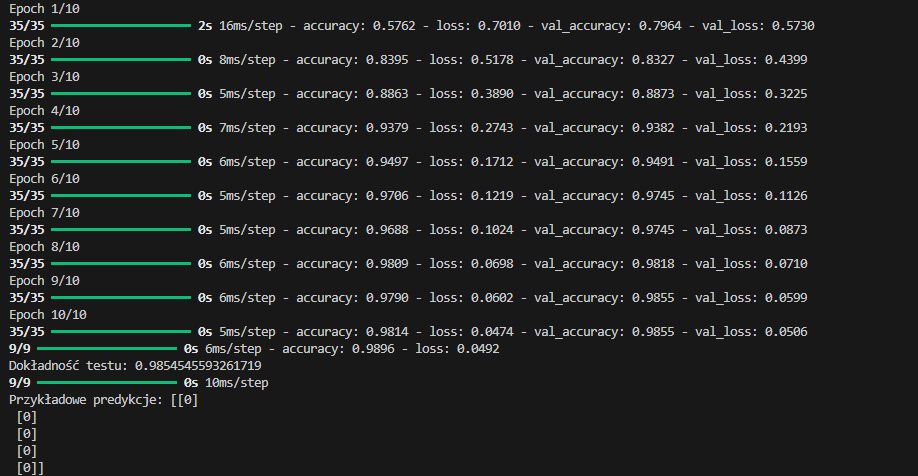 Epoch 1/10
35/35 ━━━━━━━━━━━━━━━━━━━━ 2s 16ms/step - accuracy: 0.5762 - loss: 0.7010 - val_accuracy: 0.7964 - val_loss: 0.5730
Epoch 2/10
35/35 ━━━━━━━━━━━━━━━━━━━━ 0s 8ms/step - accuracy: 0.8395 - loss: 0.5178 - val_accuracy: 0.8327 - val_loss: 0.4399
Epoch 3/10
35/35 ━━━━━━━━━━━━━━━━━━━━ 0s 5ms/step - accuracy: 0.8863 - loss: 0.3890 - val_accuracy: 0.8873 - val_loss: 0.3225
Epoch 4/10
35/35 ━━━━━━━━━━━━━━━━━━━━ 0s 7ms/step - accuracy: 0.9379 - loss: 0.2743 - val_accuracy: 0.9382 - val_loss: 0.2193
Epoch 5/10
35/35 ━━━━━━━━━━━━━━━━━━━━ 0s 6ms/step - accuracy: 0.9497 - loss: 0.1712 - val_accuracy: 0.9491 - val_loss: 0.1559
Epoch 6/10
35/35 ━━━━━━━━━━━━━━━━━━━━ 0s 5ms/step - accuracy: 0.9706 - loss: 0.1219 - val_accuracy: 0.9745 - val_loss: 0.1126
Epoch 7/10
35/35 ━━━━━━━━━━━━━━━━━━━━ 0s 5ms/step - accuracy: 0.9688 - loss: 0.1024 - val_accuracy: 0.9745 - val_loss: 0.0873
Epoch 8/10
35/35 ━━━━━━━━━━━━━━━━━━━━ 0s 6ms/step - accuracy: 0.9809 - loss: 0.0698 - val_accuracy: 0.9818 - val_loss: 0.0710
Epoch 9/10
35/35 ━━━━━━━━━━━━━━━━━━━━ 0s 6ms/step - accuracy: 0.9790 - loss: 0.0602 - val_accuracy: 0.9855 - val_loss: 0.0599
Epoch 10/10
35/35 ━━━━━━━━━━━━━━━━━━━━ 0s 5ms/step - accuracy: 0.9814 - loss: 0.0474 - val_accuracy: 0.9855 - val_loss: 0.0506
9/9 ━━━━━━━━━━━━━━━━━━━━ 0s 6ms/step - accuracy: 0.9896 - loss: 0.0492
Dokładność testu: 0.9854545593261719
9/9 ━━━━━━━━━━━━━━━━━━━━ 0s 10ms/step
Przykładowe predykcje: [[0]
 [0]
 [0]
 [0]
 [0]]